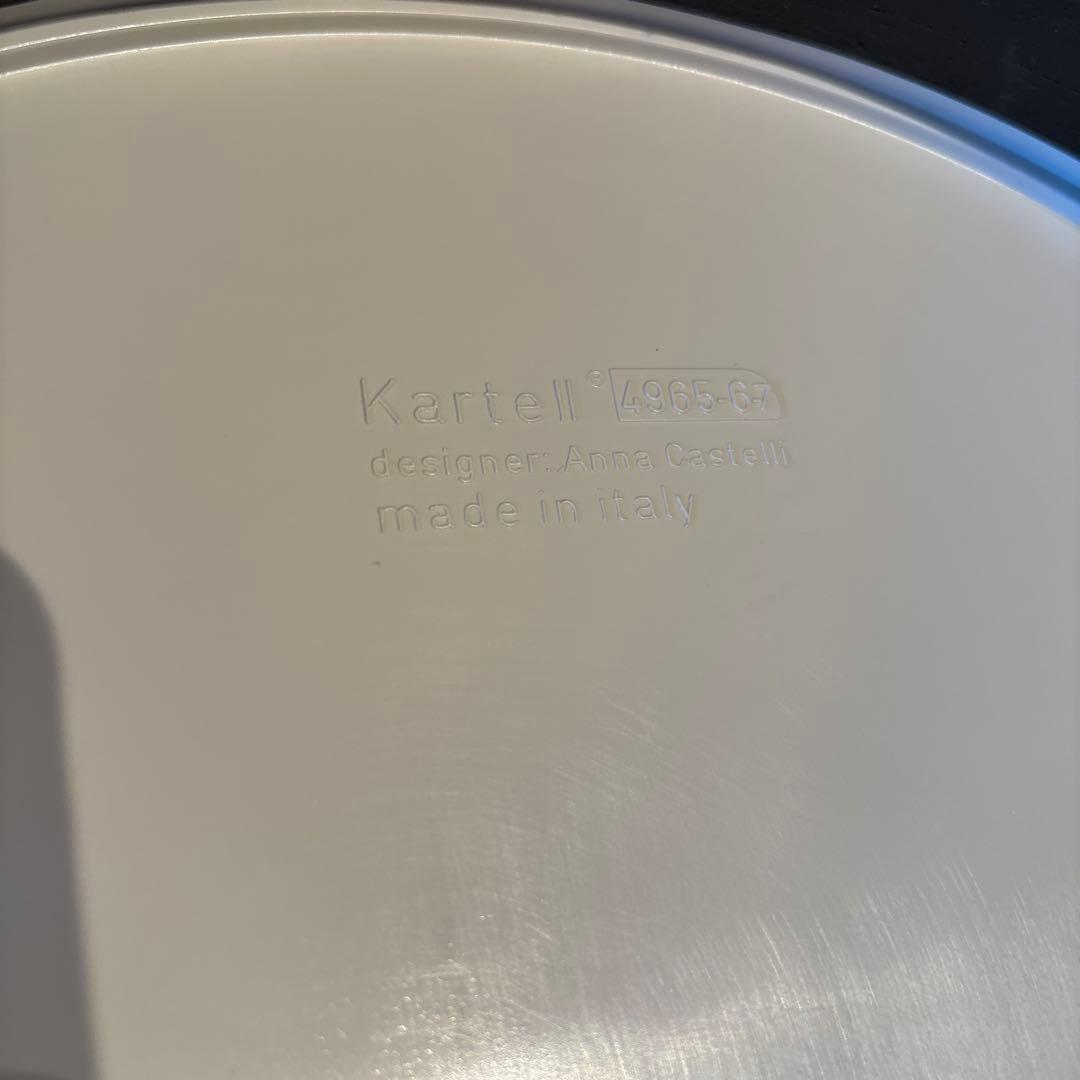 Kartell® 4965-67
designer: Anna Castelli
made in italy